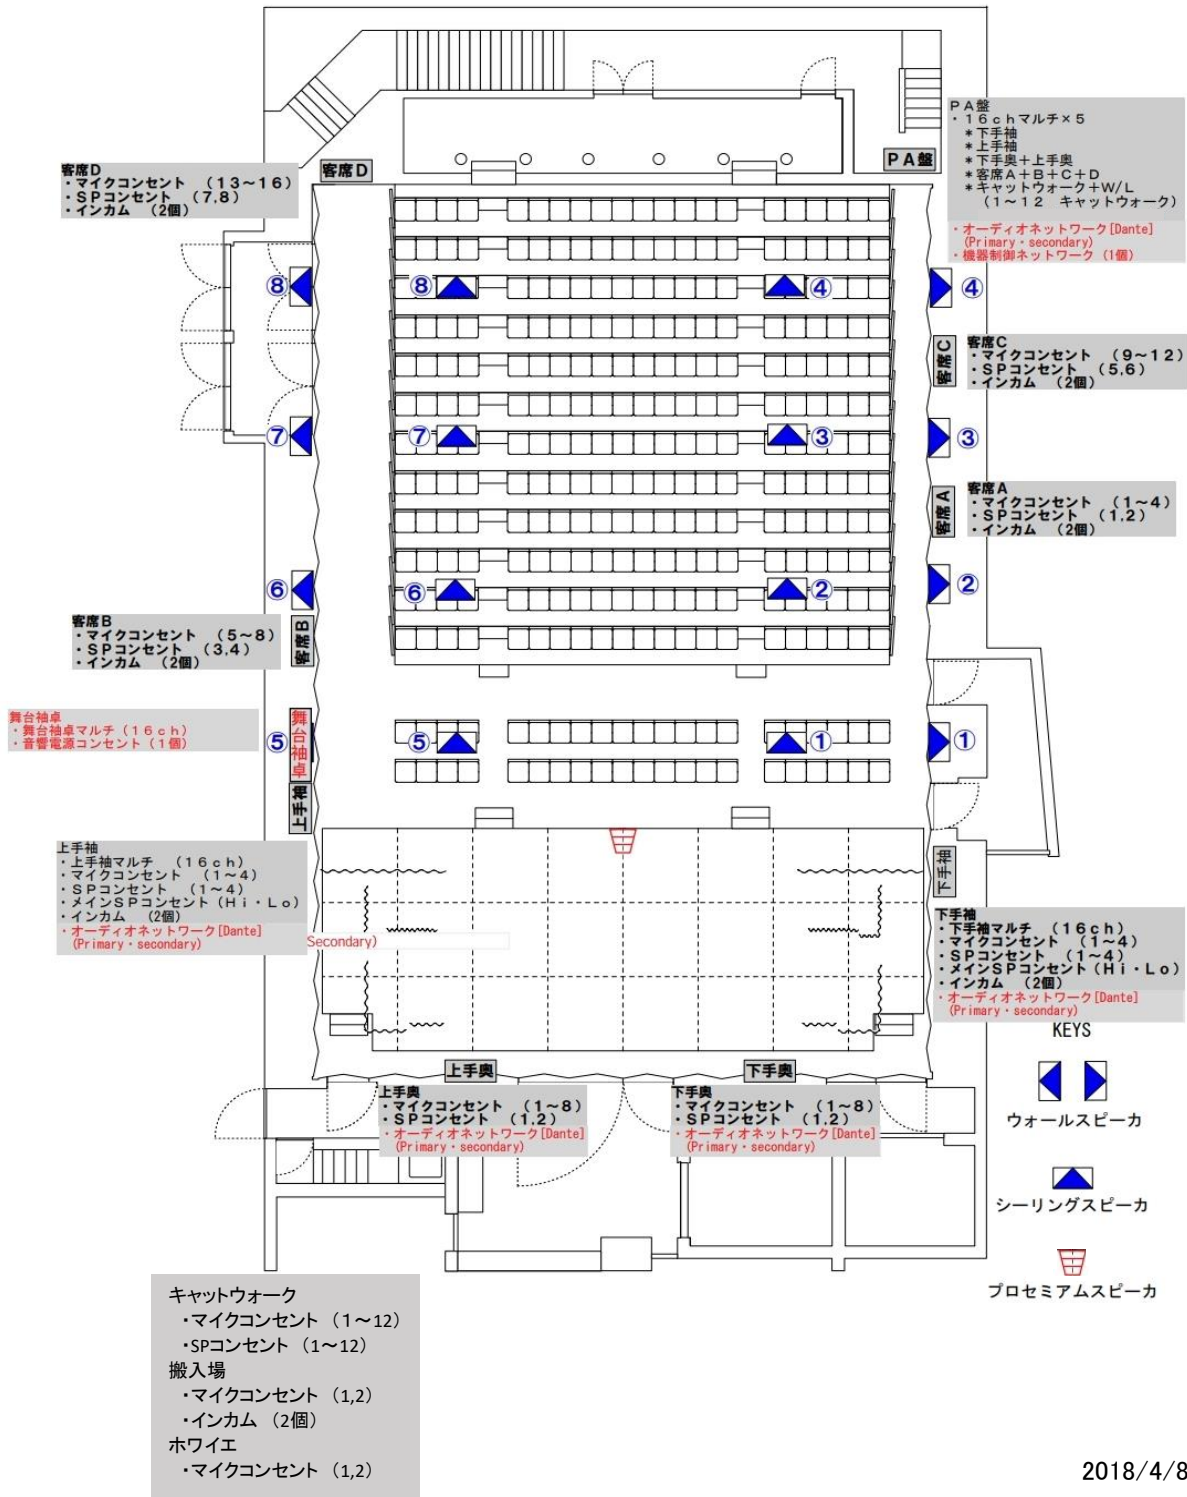 PA盤
・16chマルチ×5
＊下手袖
＊上手袖
＊下手奥＋上手奥
＊客席A＋B＋C＋D
＊キャットウォーク＋W/L
（1～12　キャットウォーク）
・オーディオネットワーク[Dante]
(Primary・secondary)
・機器制御ネットワーク（1個）
客席D
・マイクコンセント　（13～16）
・SPコンセント　（7,8）
・インカム　（2個）
客席D
PA盤
⑧
⑧
④
④
客席C
客席C
・マイクコンセント　（9～12）
・SPコンセント　（5,6）
・インカム　（2個）
⑦
⑦
③
③
客席A
客席A
・マイクコンセント　（1～4）
・SPコンセント　（1,2）
・インカム　（2個）
⑥
⑥
②
②
客席B
・マイクコンセント　（5～8）
・SPコンセント　（3,4）
・インカム　（2個）
客席B
舞台袖卓
・舞台袖卓マルチ（16ch）
・音響電源コンセント（1個）
⑤
舞台袖卓
⑤
①
①
上手袖
上手袖
・上手袖マルチ　（16ch）
・マイクコンセント　（1～4）
・SPコンセント　（1～4）
・メインSPコンセント（Hi・Lo）
・インカム　（2個）
・オーディオネットワーク[Dante]
(Primary・secondary)
Secondary)
下手袖
下手袖
・下手袖マルチ　（16ch）
・マイクコンセント　（1～4）
・SPコンセント　（1～4）
・メインSPコンセント（Hi・Lo）
・インカム　（2個）
・オーディオネットワーク[Dante]
(Primary・secondary)
上手奥
上手奥
・マイクコンセント　（1～8）
・SPコンセント　（1,2）
・オーディオネットワーク[Dante]
(Primary・secondary)
下手奥
下手奥
・マイクコンセント　（1～8）
・SPコンセント　（1,2）
・オーディオネットワーク[Dante]
(Primary・secondary)
KEYS
ウォールスピーカ
シーリングスピーカ
プロセミアムスピーカ
キャットウォーク
・マイクコンセント　（1～12）
・SPコンセント　（1～12）
搬入場
・マイクコンセント　（1,2）
・インカム　（2個）
ホワイエ
・マイクコンセント　（1,2）
2018/4/8